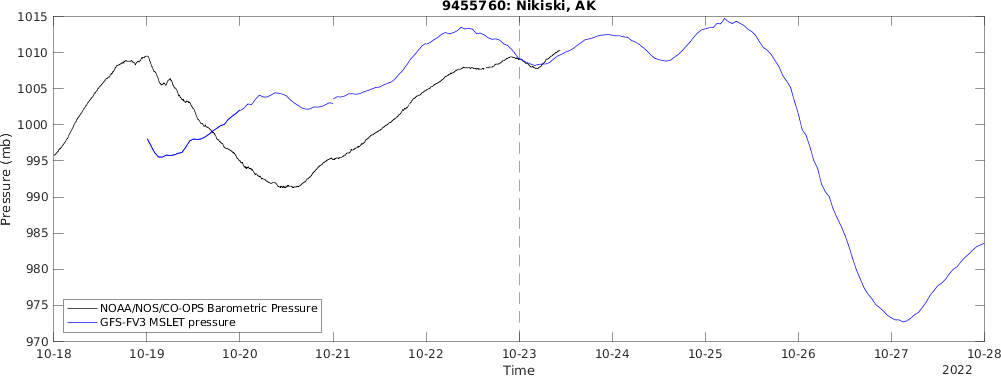 9455760: Nikiski, AK
1015
1010
1005
1000
995
990
985
980
975
970
Pressure (mb)
NOAA/NOS/CO-OPS Barometric Pressure
GFS-FV3 MSLET pressure
10-18 10-19 10-20 10-21 10-22 10-23 10-24 10-25 10-26 10-27 10-28
Time
2022